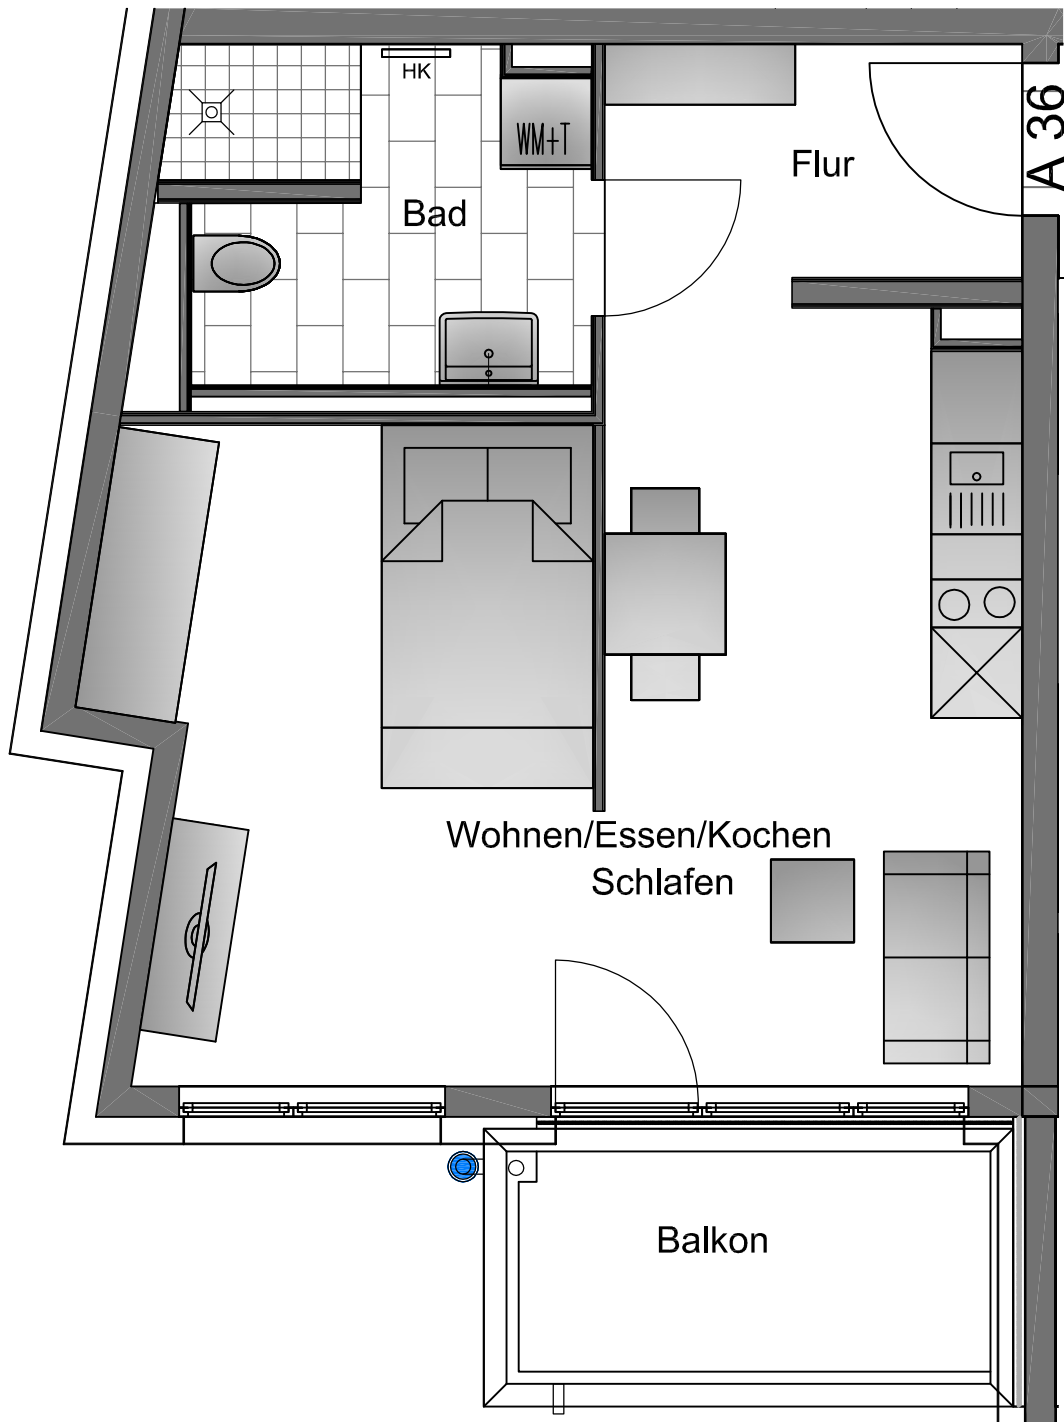 HK
WM+T
A 36
Flur
Bad
Wohnen/Essen/Kochen
Schlafen
Balkon